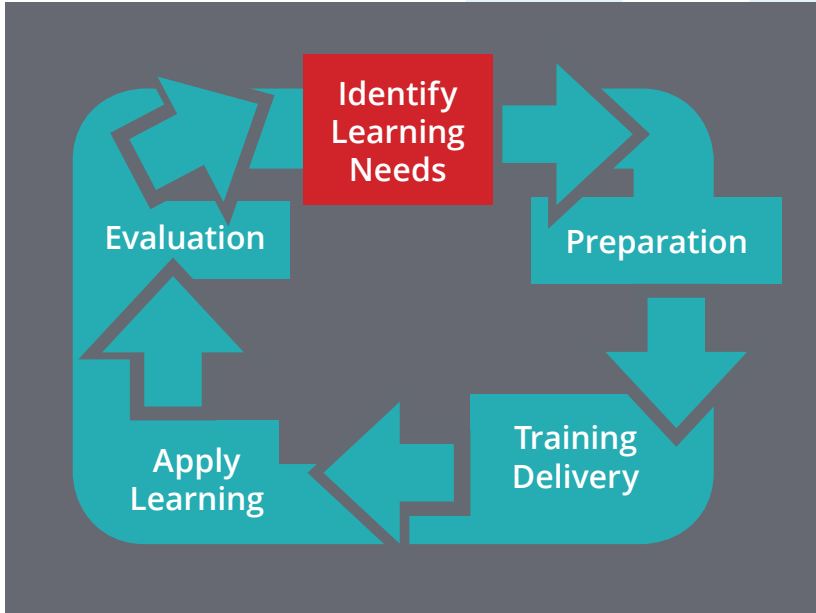 Identify
Learning
Needs
Preparation
Training
Delivery
Apply
Learning
Evaluation